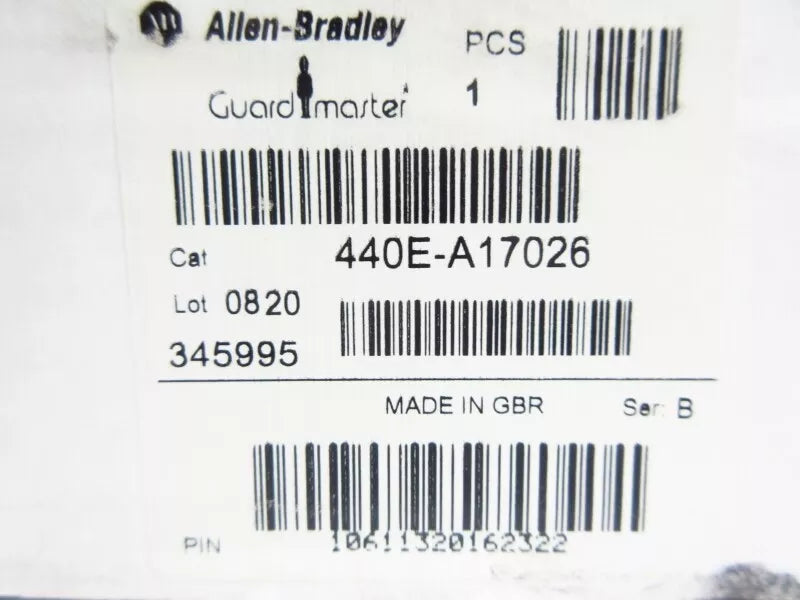 Allen-Bradley
PCS
Guardmaster
1
Cat 440E-A17026
Lot 0820
345995
MADE IN GBR Ser: B
PIN 10611320162322